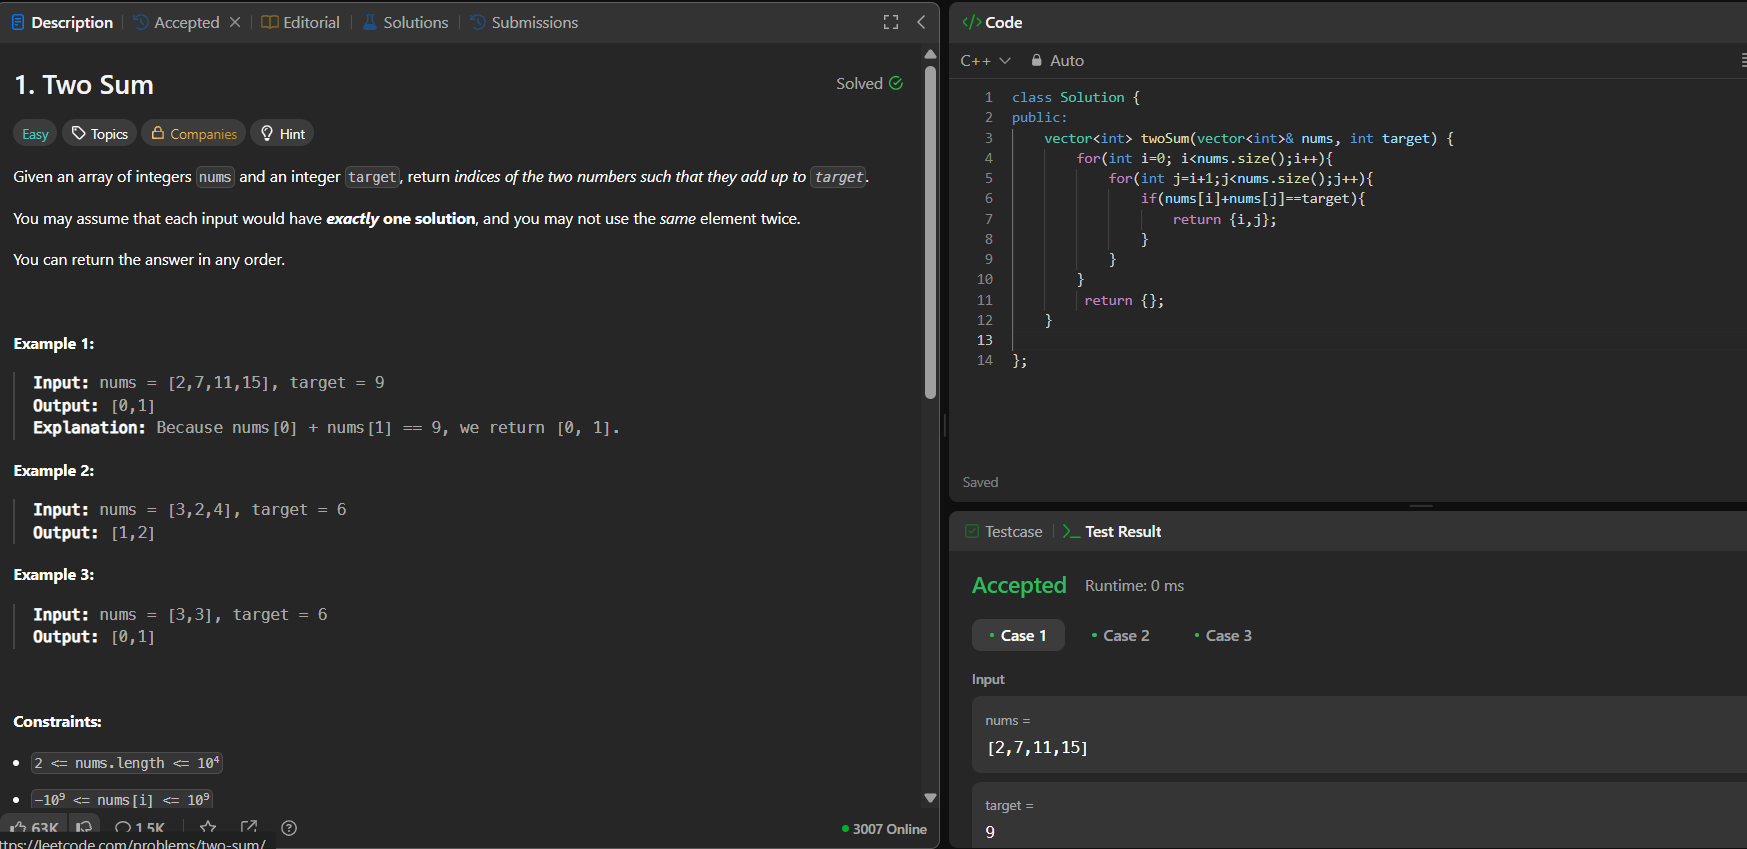 Description | Accepted × | Editorial | Solutions | Submissions
1. Two Sum
Solved
Easy Topics Companies Hint
Given an array of integers nums and an integer target, return indices of the two numbers such that they add up to target.
You may assume that each input would have exactly one solution, and you may not use the same element twice.
You can return the answer in any order.
Example 1:
Input: nums = [2,7,11,15], target = 9
Output: [0,1]
Explanation: Because nums[0] + nums[1] == 9, we return [0, 1].
Example 2:
Input: nums = [3,2,4], target = 6
Output: [1,2]
Example 3:
Input: nums = [3,3], target = 6
Output: [0,1]
Constraints:
• 2 <= nums.length <= 10⁴
• -10⁹ <= nums[i] <= 10⁹
63K 1.5K
3007 Online
ttps://leetcode.com/problems/two-sum/
</> Code
C++ Auto
1 class Solution {
2 public:
3 vector<int> twoSum(vector<int>& nums, int target) {
4 for(int i=0; i<nums.size();i++){
5 for(int j=i+1;j<nums.size();j++){
6 if(nums[i]+nums[j]==target){
7 return {i,j};
8 }
9 }
10 }
11 return {};
12 }
13
14 };
Saved
Testcase | >_ Test Result
Accepted Runtime: 0 ms
• Case 1 • Case 2 • Case 3
Input
nums =
[2,7,11,15]
target =
9